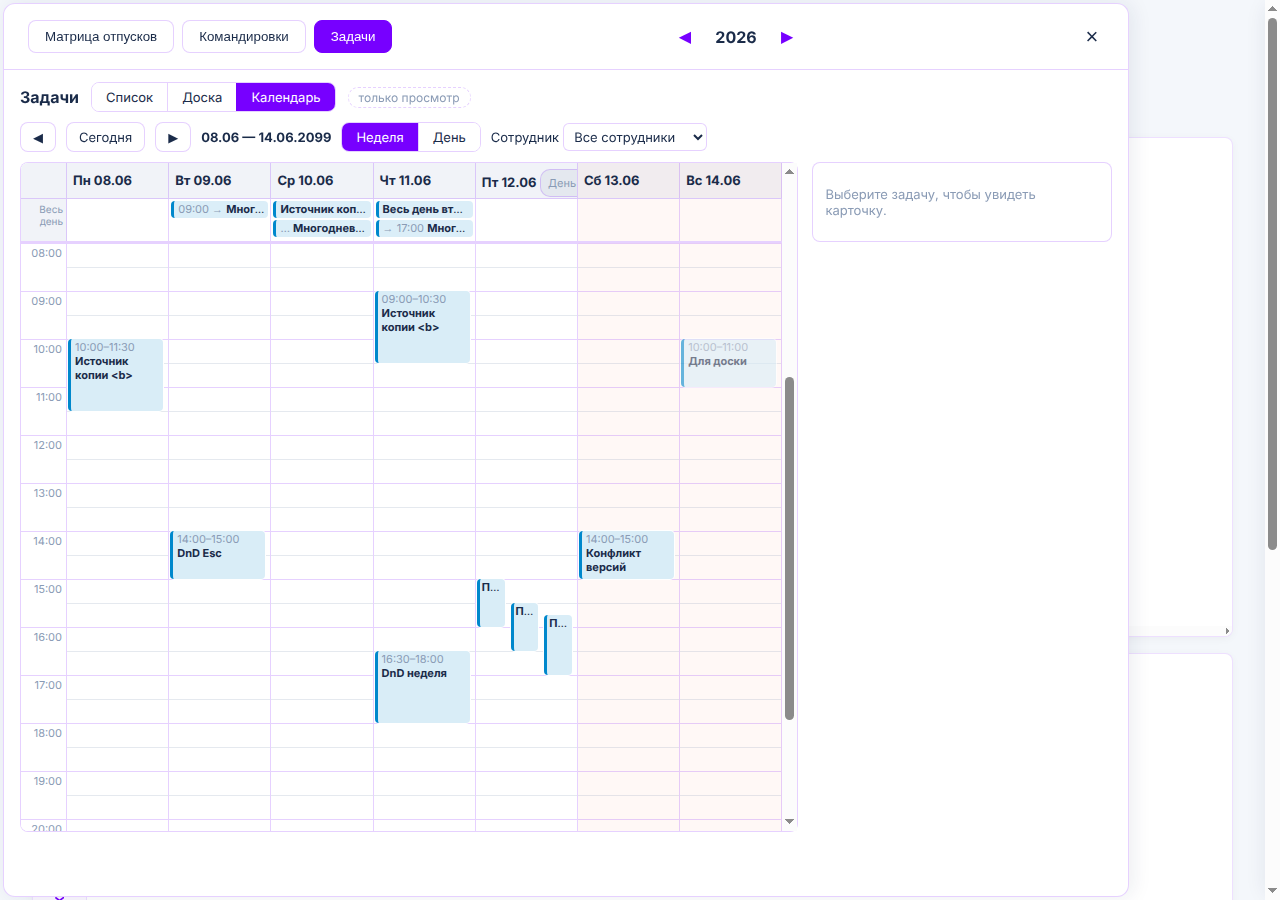 Матрица отпусков Командировки Задачи ◀ 2026 ▶ ×
Задачи Список Доска Календарь только просмотр
◀ Сегодня ▶ 08.06 — 14.06.2099 Неделя День Сотрудник Все сотрудники
Пн 08.06 Вт 09.06 Ср 10.06 Чт 11.06 Пт 12.06 День Сб 13.06 Вс 14.06
Весь день
09:00 → Мног...
Источник коп...
... Многоднев...
Весь день вт...
→ 17:00 Мног...
Выберите задачу, чтобы увидеть
карточку.
08:00
09:00
09:00–10:30
Источник
копии <b>
10:00
10:00–11:30
Источник
копии <b>
10:00–11:00
Для доски
11:00
12:00
13:00
14:00
14:00–15:00
DnD Esc
14:00–15:00
Конфликт
версий
15:00
П...
П...
П...
16:00
16:30–18:00
DnD неделя
17:00
18:00
19:00
20:00